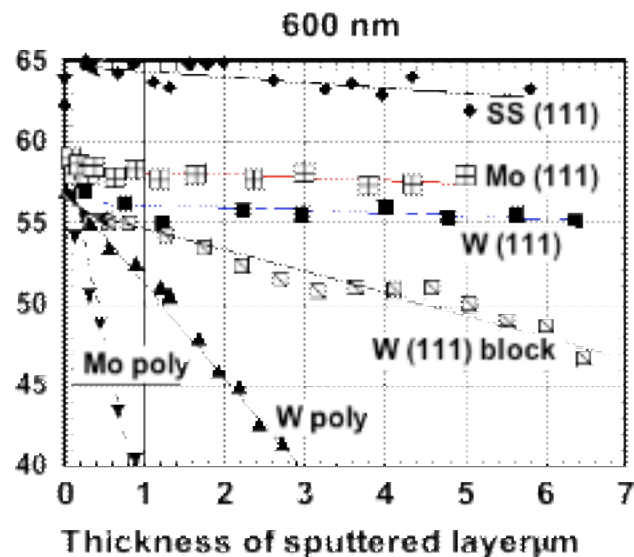 600 nm
65
60
55
50
45
40
SS (111)
Mo (111)
W (111)
W (111) block
Mo poly
W poly
0 1 2 3 4 5 6 7
Thickness of sputtered layerμm